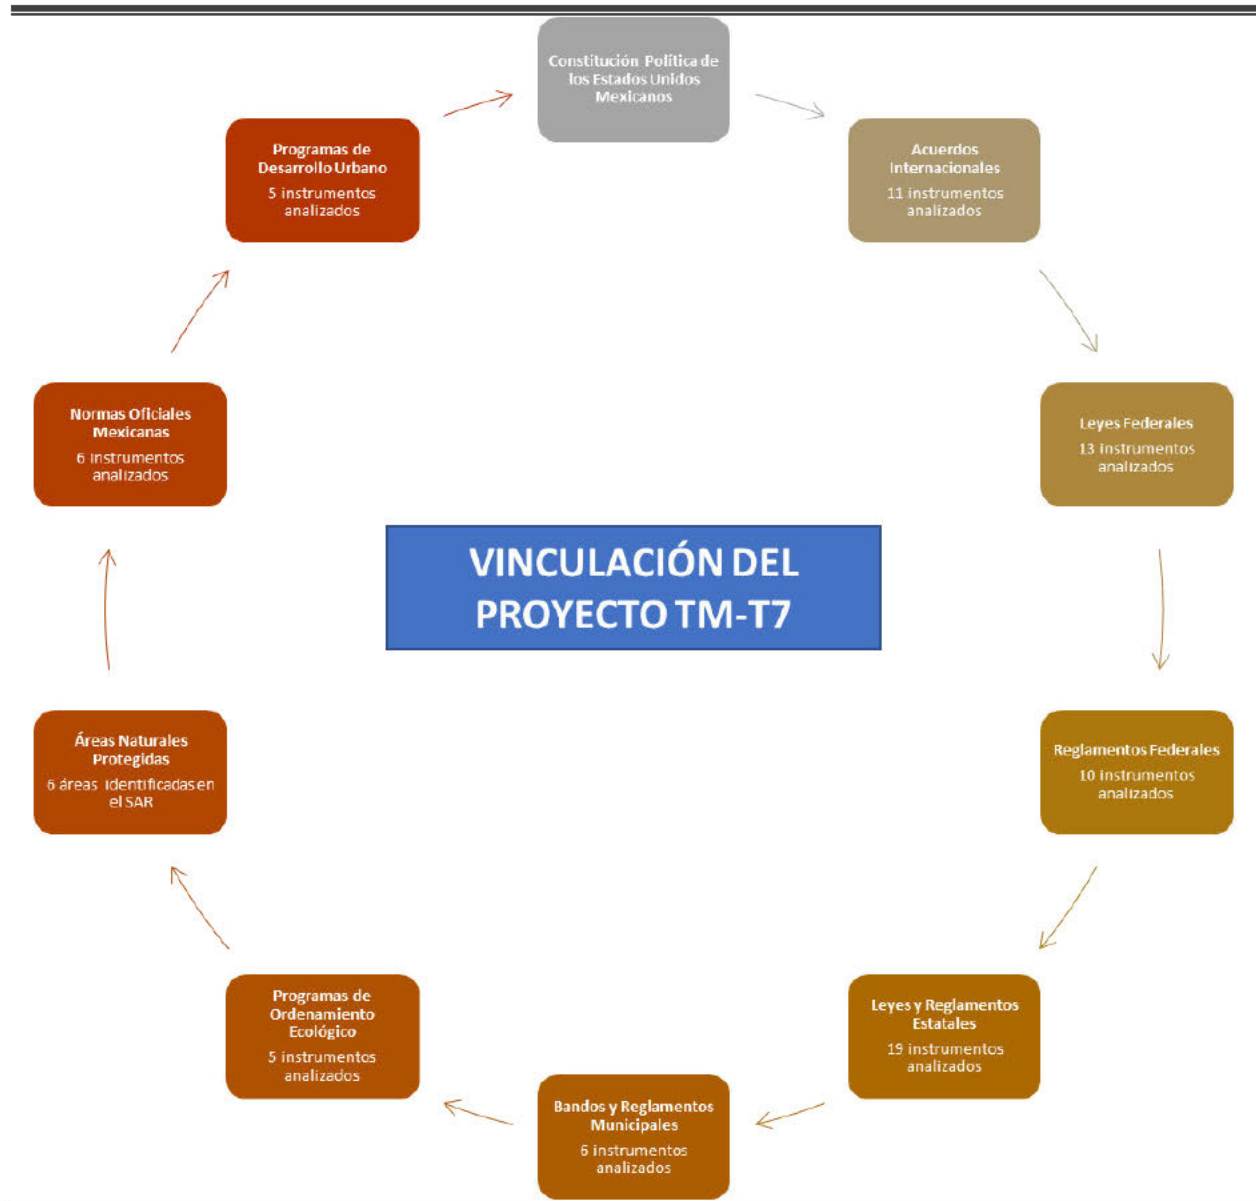 Constitución Política de
los Estados Unidos
Mexicanos
Acuerdos
Internacionales
11 instrumentos
analizados
Leyes Federales
13 instrumentos
analizados
Reglamentos Federales
10 instrumentos
analizados
Leyes y Reglamentos
Estatales
19 instrumentos
analizados
Bandos y Reglamentos
Municipales
6 instrumentos
analizados
Programas de
Ordenamiento
Ecológico
5 instrumentos
analizados
Áreas Naturales
Protegidas
6 áreas identificadas en
el SAR
Normas Oficiales
Mexicanas
6 instrumentos
analizados
Programas de
Desarrollo Urbano
5 instrumentos
analizados
VINCULACIÓN DEL
PROYECTO TM-T7